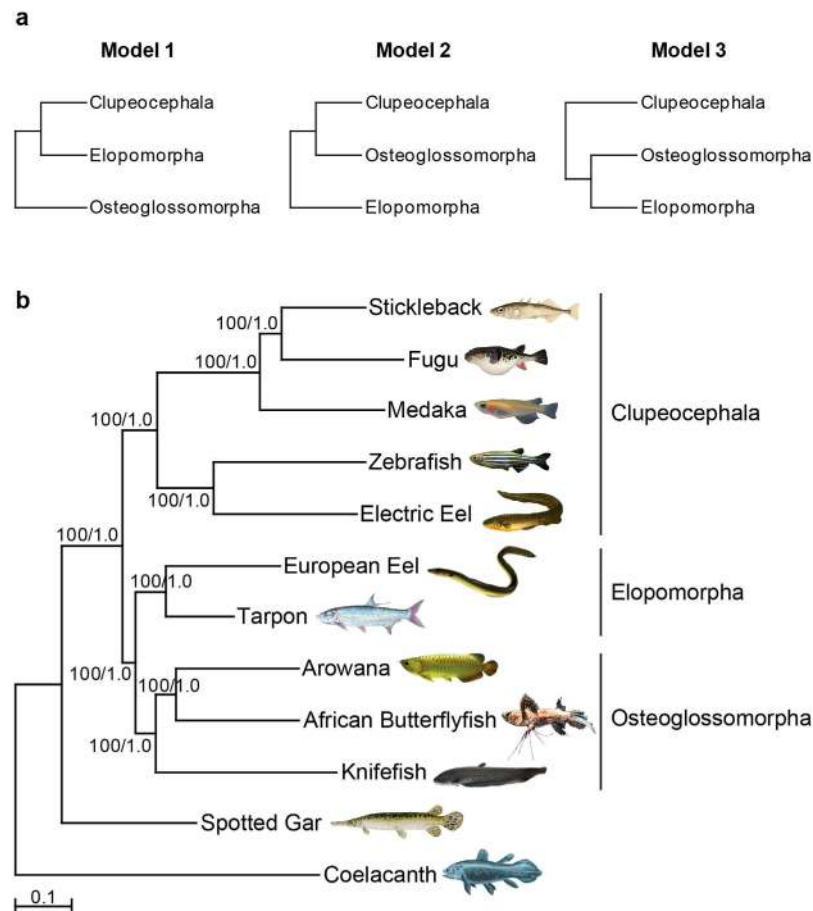 a
Model 1 Model 2 Model 3
Clupeocephala Clupeocephala Clupeocephala
Elopomorpha Osteoglossomorpha Osteoglossomorpha
Osteoglossomorpha Elopomorpha Elopomorpha
b
Stickleback
100/1.0
Fugu
100/1.0
Medaka
Clupeocephala
100/1.0
Zebrafish
100/1.0
Electric Eel
100/1.0
European Eel
100/1.0
Elopomorpha
Tarpon
Arowana
100/1.0
100/1.0
African Butterflyfish
Osteoglossomorpha
100/1.0
Knifefish
Spotted Gar
Coelacanth
0.1